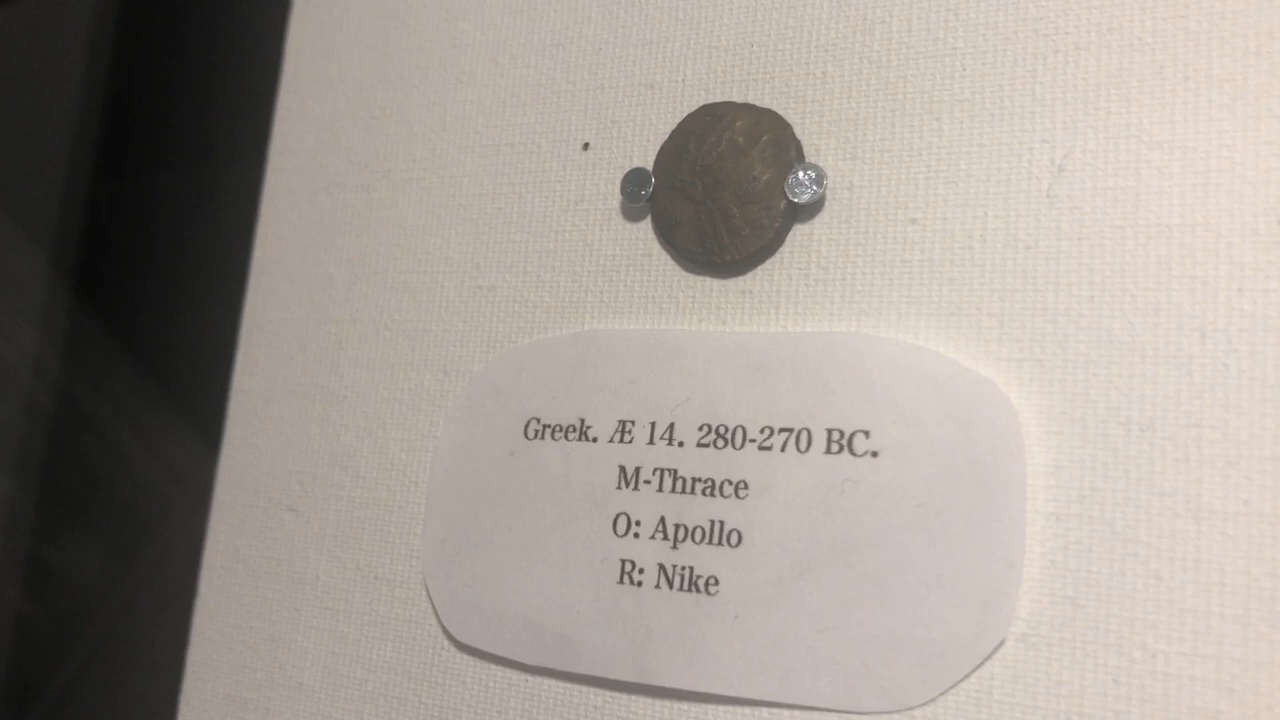 Greek. Æ 14. 280-270 BC.
M-Thrace
O: Apollo
R: Nike